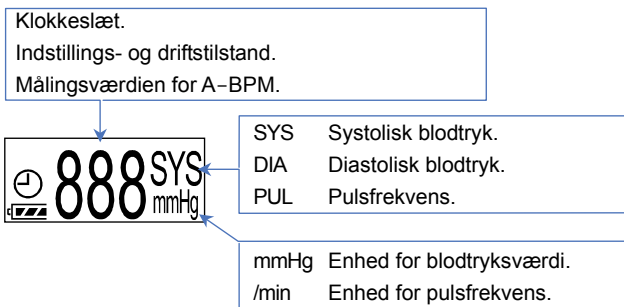 Klokkeslæt.
Indstillings- og driftstilstand.
Målingsværdien for A-BPM.
888 SYS
mmHg
SYS Systolisk blodtryk.
DIA Diastolisk blodtryk.
PUL Pulsfrekvens.
mmHg Enhed for blodtryksværdi.
/min Enhed for pulsfrekvens.